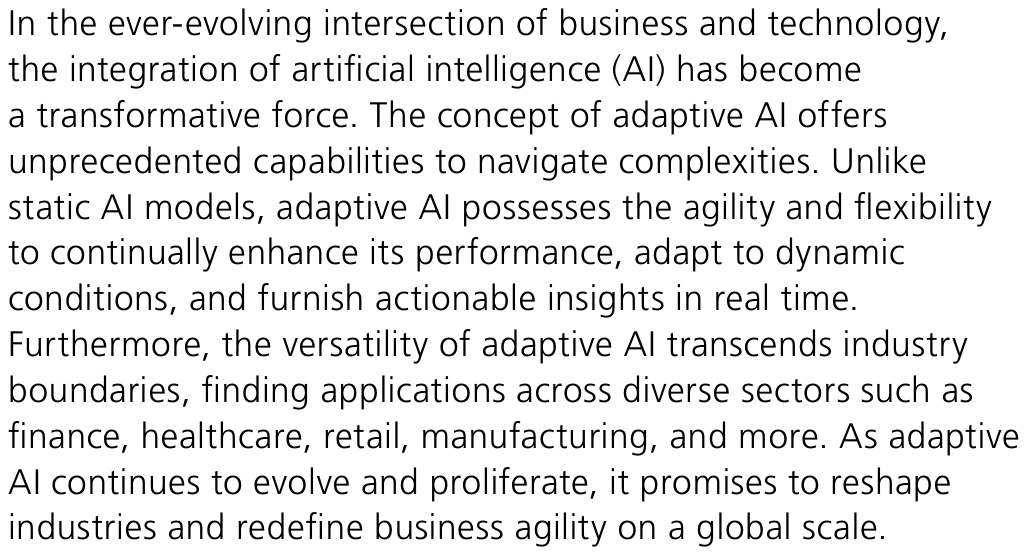 In the ever-evolving intersection of business and technology,
the integration of artificial intelligence (AI) has become
a transformative force. The concept of adaptive AI offers
unprecedented capabilities to navigate complexities. Unlike
static AI models, adaptive AI possesses the agility and flexibility
to continually enhance its performance, adapt to dynamic
conditions, and furnish actionable insights in real time.
Furthermore, the versatility of adaptive AI transcends industry
boundaries, finding applications across diverse sectors such as
finance, healthcare, retail, manufacturing, and more. As adaptive
AI continues to evolve and proliferate, it promises to reshape
industries and redefine business agility on a global scale.